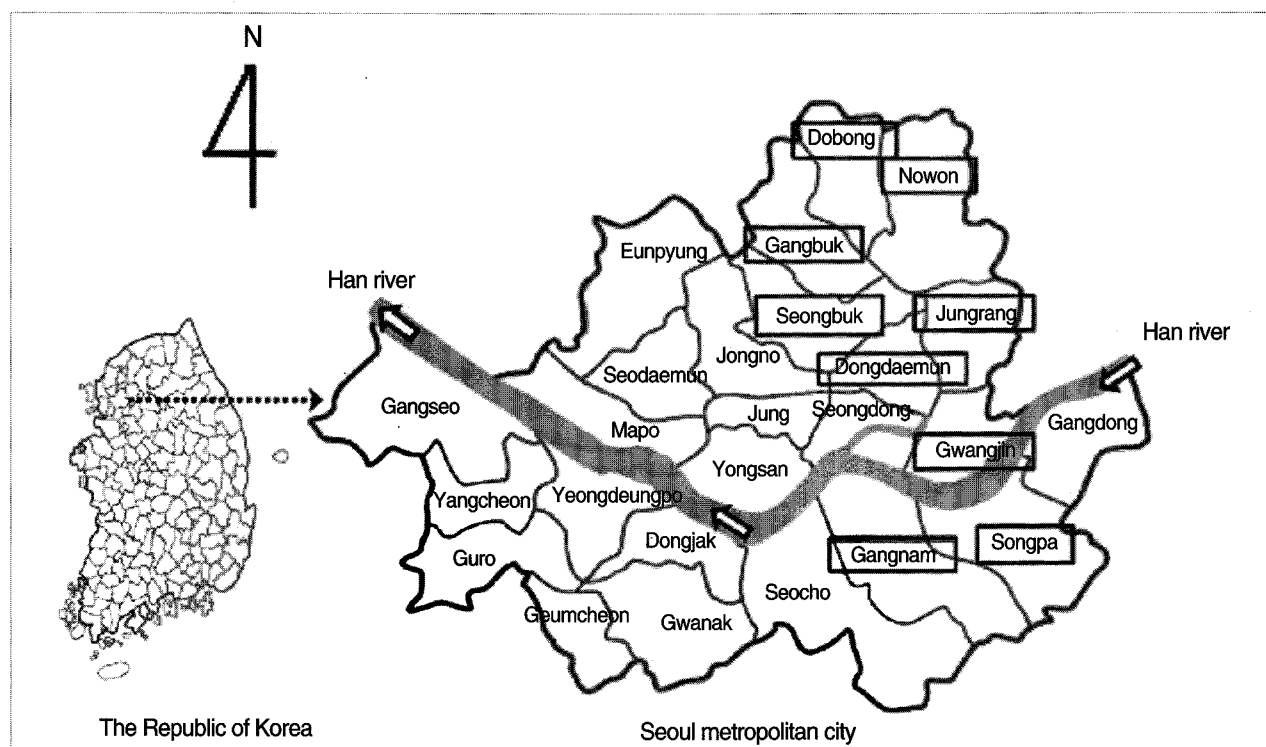 N
Dobong
Nowon
Eunpyung
Gangbuk
Han river
Seongbuk
Jungrang
Han river
Jongno
Dongdaemun
Seodaemun
Gangseo
Jung
Seongdong
Gangdong
Mapo
Gwangjin
Yongsan
Yangcheon
Yeongdeungpo
Dongjak
Songpa
Guro
Gangnam
Seocho
Geumcheon
Gwanak
The Republic of Korea
Seoul metropolitan city